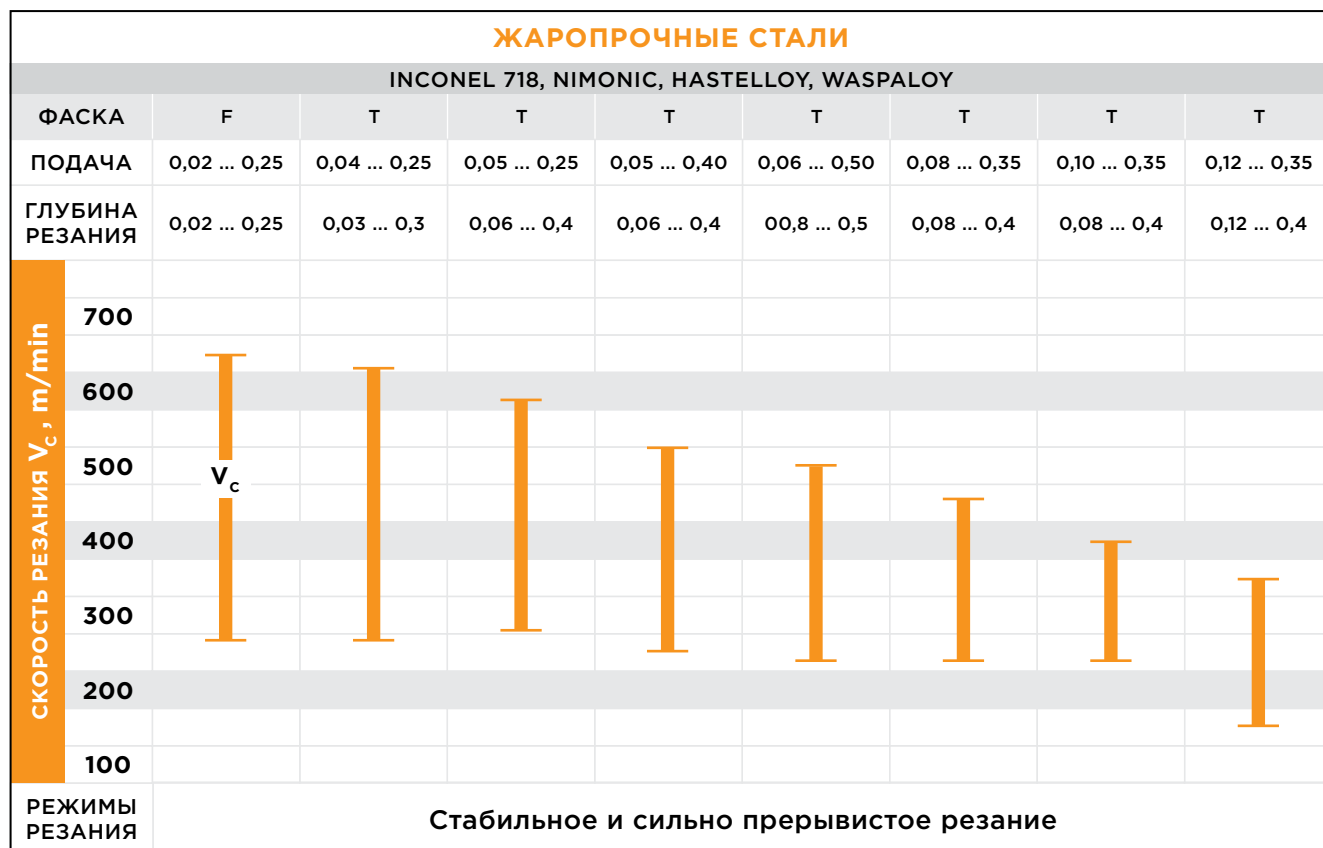 ЖАРОПРОЧНЫЕ СТАЛИ
INCONEL 718, NIMONIC, HASTELLOY, WASPALOY
ФАСКА F T T T T T T T
ПОДАЧА 0,02 ... 0,25 0,04 ... 0,25 0,05 ... 0,25 0,05 ... 0,40 0,06 ... 0,50 0,08 ... 0,35 0,10 ... 0,35 0,12 ... 0,35
ГЛУБИНА
РЕЗАНИЯ 0,02 ... 0,25 0,03 ... 0,3 0,06 ... 0,4 0,06 ... 0,4 00,8 ... 0,5 0,08 ... 0,4 0,08 ... 0,4 0,12 ... 0,4
СКОРОСТЬ РЕЗАНИЯ Vc , m/min
700
600
500
Vc
400
300
200
100
РЕЖИМЫ
РЕЗАНИЯ
Стабильное и сильно прерывистое резание